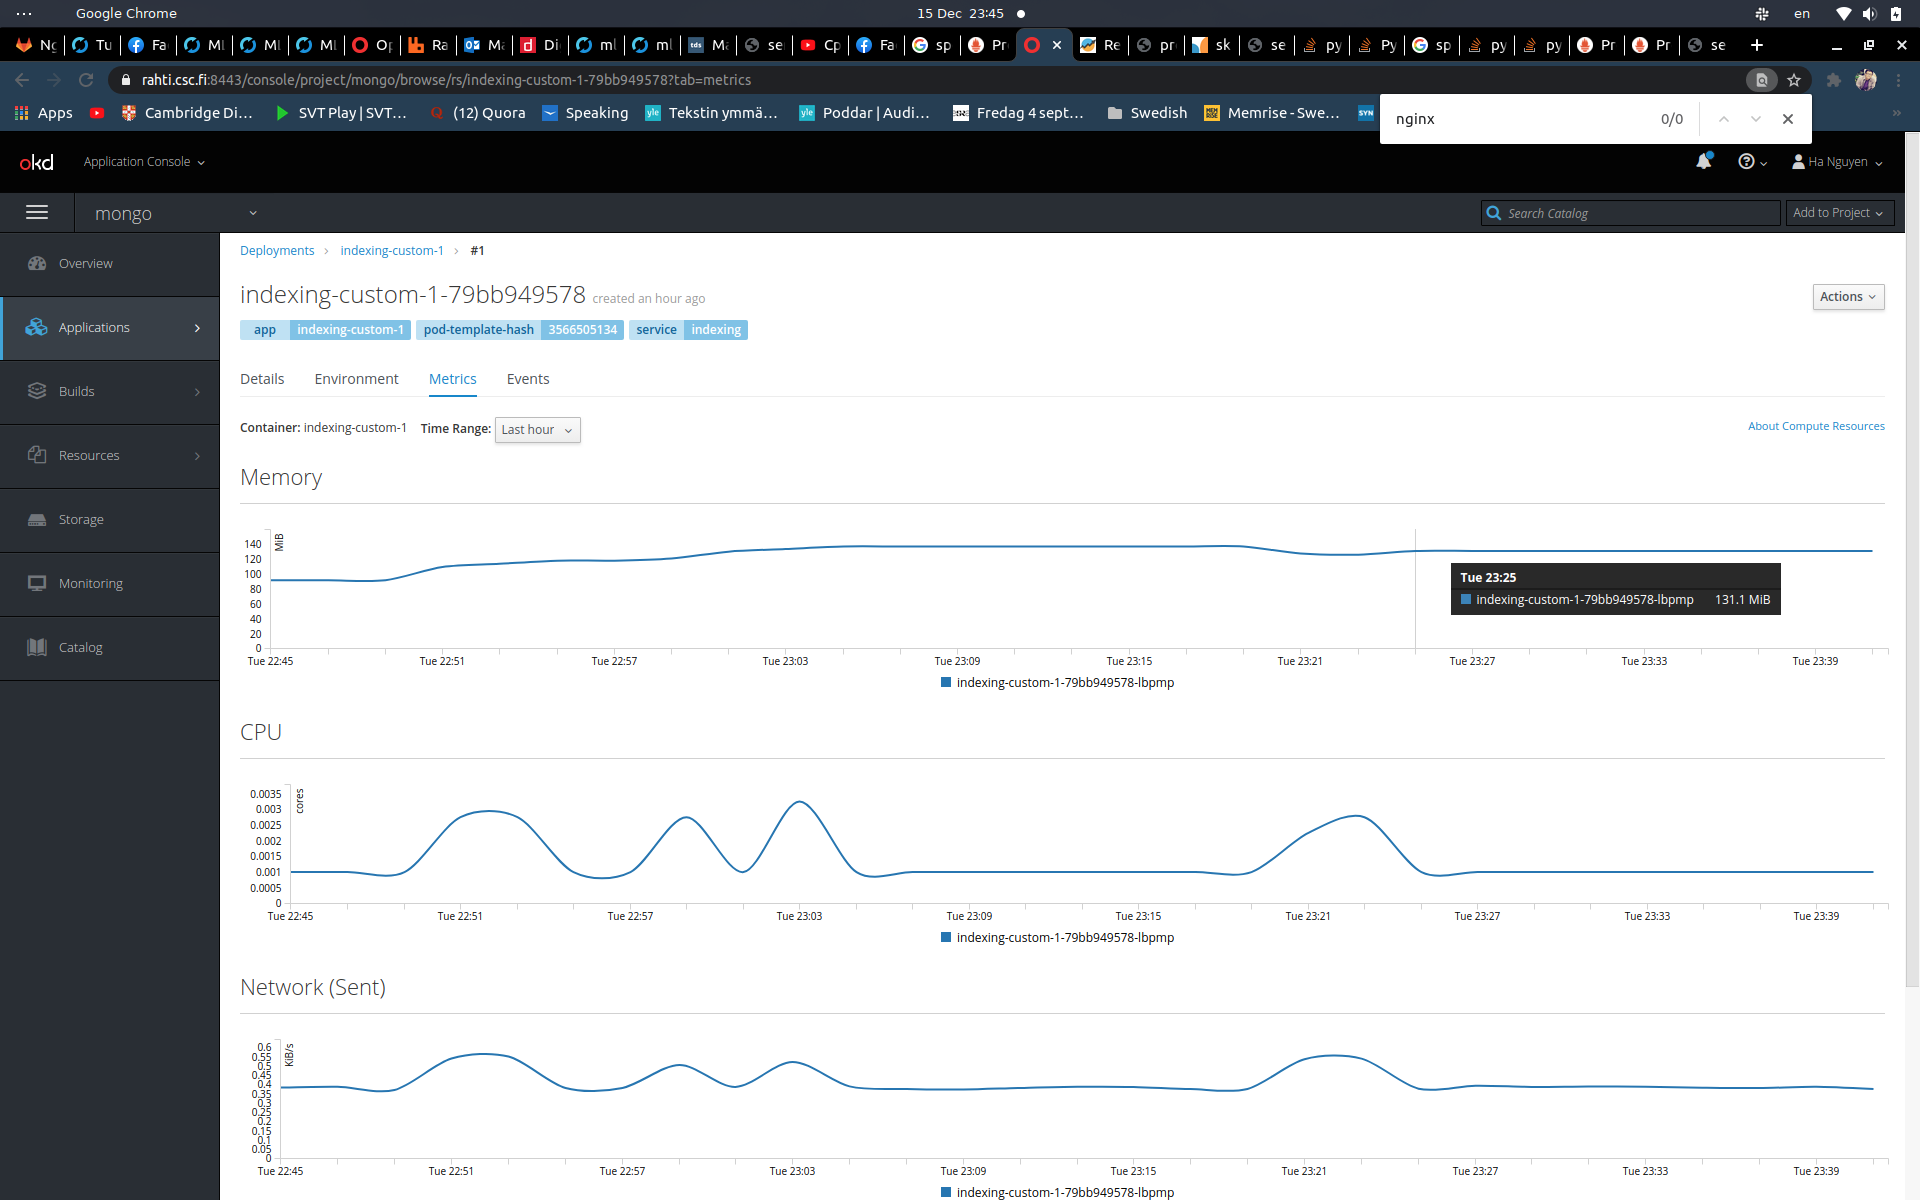 Google Chrome
15 Dec 23:45
en
Ng Tu Fa Ml Ml Ml Op Ra Ma Di ml ml tds Ma se Cp Fa sp Pr Re pr sk se py Py sp py py Pr Pr se
rahti.csc.fi:8443/console/project/mongo/browse/rs/indexing-custom-1-79bb949578?tab=metrics
Apps Cambridge Di... SVT Play | SVT... (12) Quora Speaking yle Tekstin ymmä... yle Poddar | Audi... Fredag 4 sept... Swedish Memrise - Swe... SYN »
nginx 0/0
okd Application Console
Ha Nguyen
mongo
Search Catalog
Add to Project
Overview
Applications
Builds
Resources
Storage
Monitoring
Catalog
Deployments › indexing-custom-1 › #1
indexing-custom-1-79bb949578 created an hour ago
Actions
app indexing-custom-1 pod-template-hash 3566505134 service indexing
Details Environment Metrics Events
Container: indexing-custom-1 Time Range: Last hour
About Compute Resources
Memory
MiB
140
120
100
80
60
40
20
0
Tue 23:25
indexing-custom-1-79bb949578-lbpmp 131.1 MiB
Tue 22:45 Tue 22:51 Tue 22:57 Tue 23:03 Tue 23:09 Tue 23:15 Tue 23:21 Tue 23:27 Tue 23:33 Tue 23:39
indexing-custom-1-79bb949578-lbpmp
CPU
cores
0.0035
0.003
0.0025
0.002
0.0015
0.001
0.0005
0
Tue 22:45 Tue 22:51 Tue 22:57 Tue 23:03 Tue 23:09 Tue 23:15 Tue 23:21 Tue 23:27 Tue 23:33 Tue 23:39
indexing-custom-1-79bb949578-lbpmp
Network (Sent)
KiB/s
0.6
0.55
0.5
0.45
0.4
0.35
0.3
0.25
0.2
0.15
0.1
0.05
0
Tue 22:45 Tue 22:51 Tue 22:57 Tue 23:03 Tue 23:09 Tue 23:15 Tue 23:21 Tue 23:27 Tue 23:33 Tue 23:39
indexing-custom-1-79bb949578-lbpmp